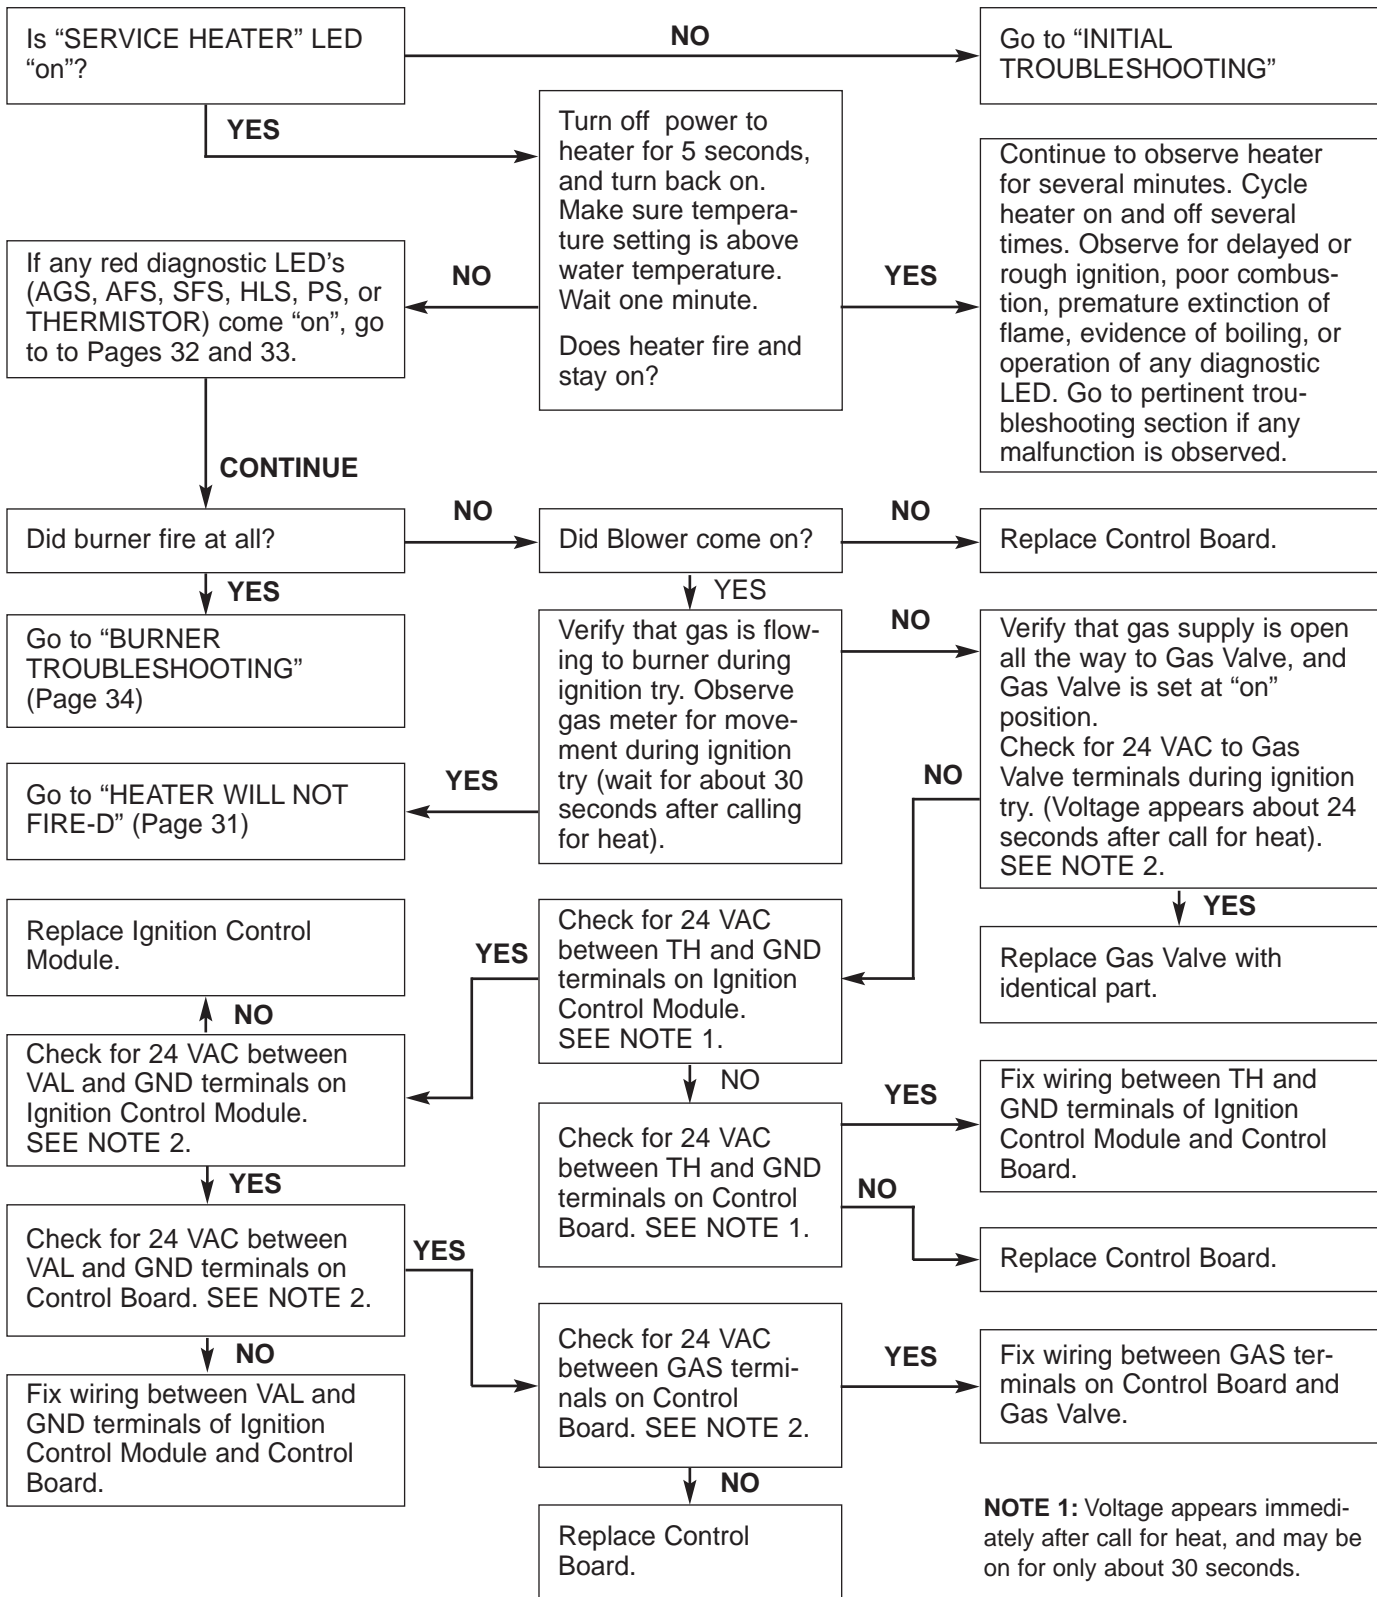 Is “SERVICE HEATER” LED
“on”?
NO
Go to “INITIAL
TROUBLESHOOTING”
YES
Turn off  power to
heater for 5 seconds,
and turn back on.
Make sure tempera-
ture setting is above
water temperature.
Wait one minute.
Does heater fire and
stay on?
NO
YES
If any red diagnostic LED's
(AGS, AFS, SFS, HLS, PS, or
THERMISTOR) come “on”, go
to to Pages 32 and 33.
Continue to observe heater
for several minutes. Cycle
heater on and off several
times. Observe for delayed or
rough ignition, poor combus-
tion, premature extinction of
flame, evidence of boiling, or
operation of any diagnostic
LED. Go to pertinent trou-
bleshooting section if any
malfunction is observed.
CONTINUE
Did burner fire at all?
NO
Did Blower come on?
NO
Replace Control Board.
YES
Go to “BURNER
TROUBLESHOOTING”
(Page 34)
YES
Verify that gas is flow-
ing to burner during
ignition try. Observe
gas meter for move-
ment during ignition
try (wait for about 30
seconds after calling
for heat).
NO
Verify that gas supply is open
all the way to Gas Valve, and
Gas Valve is set at “on”
position.
Check for 24 VAC to Gas
Valve terminals during ignition
try. (Voltage appears about 24
seconds after call for heat).
SEE NOTE 2.
YES
Go to “HEATER WILL NOT
FIRE-D” (Page 31)
NO
YES
Replace Gas Valve with
identical part.
Check for 24 VAC
between TH and GND
terminals on Ignition
Control Module.
SEE NOTE 1.
YES
Replace Ignition Control
Module.
NO
Check for 24 VAC between
VAL and GND terminals on
Ignition Control Module.
SEE NOTE 2.
NO
Check for 24 VAC
between TH and GND
terminals on Control
Board. SEE NOTE 1.
YES
Fix wiring between TH and
GND terminals of Ignition
Control Module and Control
Board.
NO
Replace Control Board.
YES
Check for 24 VAC between
VAL and GND terminals on
Control Board. SEE NOTE 2.
YES
NO
Fix wiring between VAL and
GND terminals of Ignition
Control Module and Control
Board.
Check for 24 VAC
between GAS termi-
nals on Control
Board. SEE NOTE 2.
YES
Fix wiring between GAS ter-
minals on Control Board and
Gas Valve.
NO
Replace Control
Board.
NOTE 1: Voltage appears immedi-
ately after call for heat, and may be
on for only about 30 seconds.